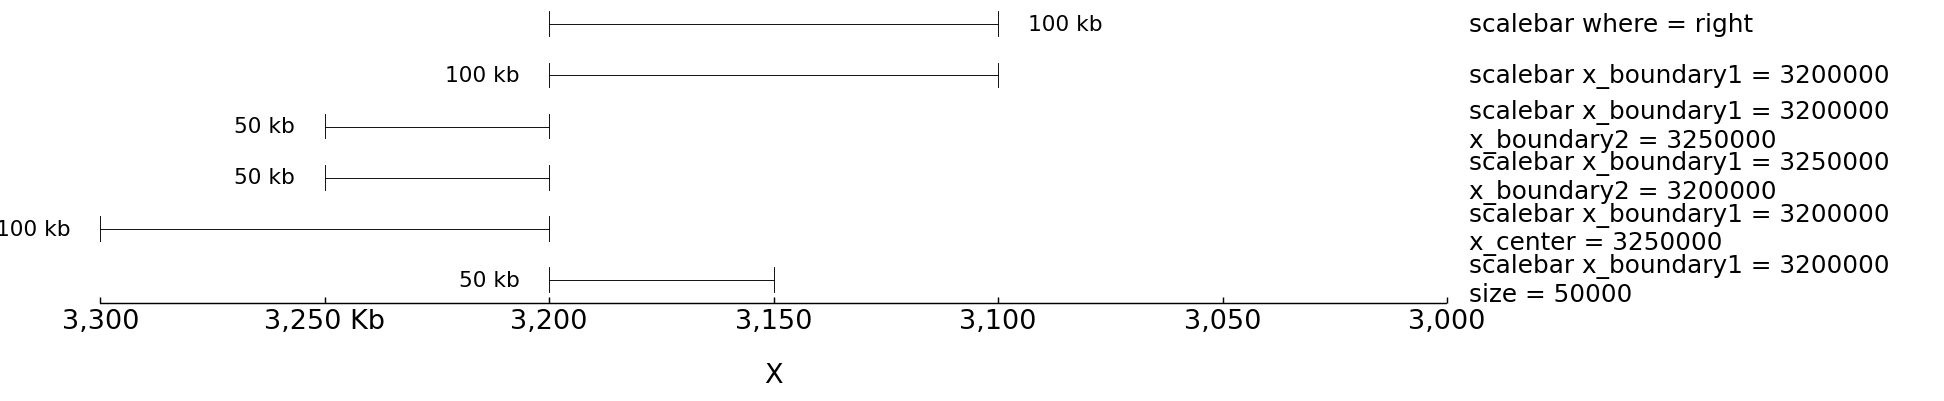 100 kb scalebar where = right
100 kb scalebar x_boundary1 = 3200000
50 kb scalebar x_boundary1 = 3200000
x_boundary2 = 3250000
50 kb scalebar x_boundary1 = 3250000
x_boundary2 = 3200000
100 kb scalebar x_boundary1 = 3200000
x_center = 3250000
50 kb scalebar x_boundary1 = 3200000
size = 50000
3,300 3,250 Kb 3,200 3,150 3,100 3,050 3,000
X